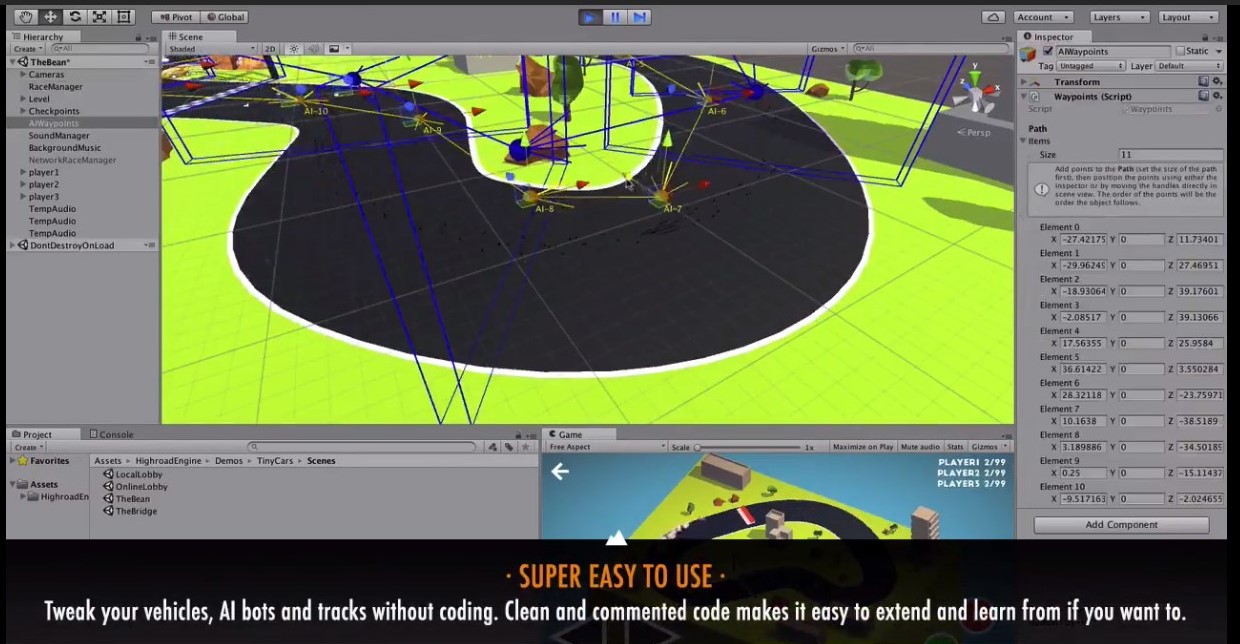 Pivot Global Account Layers Layout
Hierarchy
Create All
TheBean*
Cameras
RaceManager
Level
Checkpoints
AIWaypoints
SoundManager
BackgroundMusic
NetworkRaceManager
player1
player2
player3
TempAudio
TempAudio
TempAudio
DontDestroyOnLoad
Scene
Shaded 2D Gizmos All
AI-10
AI-9
AI-6
AI-8
AI-7
y
x
z
Persp
Inspector
AIWaypoints Static
Tag Untagged Layer Default
Transform
Waypoints (Script)
Script Waypoints
Path
Items
Size 11
Add points to the Path (set the size of the path
first), then position the points using either the
inspector or by moving the handles directly in
scene view. The order of the points will be the
order the object follows.
Element 0
X -27.42175 Y 0 Z 11.73401
Element 1
X -29.96249 Y 0 Z 27.46951
Element 2
X -18.93064 Y 0 Z 39.17601
Element 3
X -2.08517 Y 0 Z 39.13066
Element 4
X 17.56355 Y 0 Z 25.9584
Element 5
X 36.61422 Y 0 Z 3.550284
Element 6
X 28.32118 Y 0 Z -23.75971
Element 7
X 10.1638 Y 0 Z -38.5189
Element 8
X 3.189886 Y 0 Z -34.50189
Element 9
X 0.25 Y 0 Z -15.11437
Element 10
X -9.517163 Y 0 Z -2.024655
Add Component
Project Console
Create
Favorites
Assets
HighroadEn
Assets HighroadEngine Demos TinyCars Scenes
LocalLobby
OnlineLobby
TheBean
TheBridge
Game
Free Aspect Scale 1x Maximize on Play Mute audio Stats Gizmos
PLAYER1 2/99
PLAYER2 2/99
PLAYER3 2/99
· SUPER EASY TO USE ·
Tweak your vehicles, AI bots and tracks without coding. Clean and commented code makes it easy to extend and learn from if you want to.